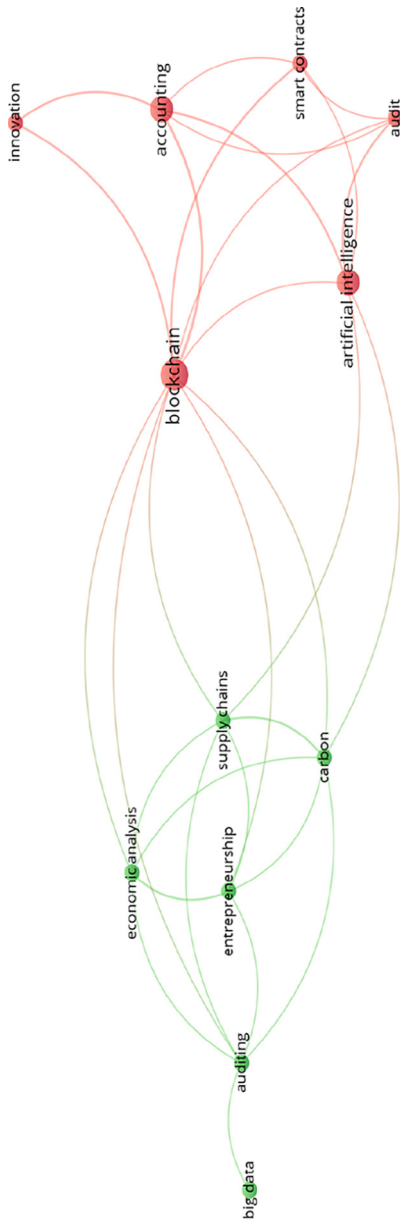 innovation
accounting
smart contracts
audit
artificial intelligence
blockchain
supply chains
carbon
economic analysis
entrepreneurship
auditing
big data